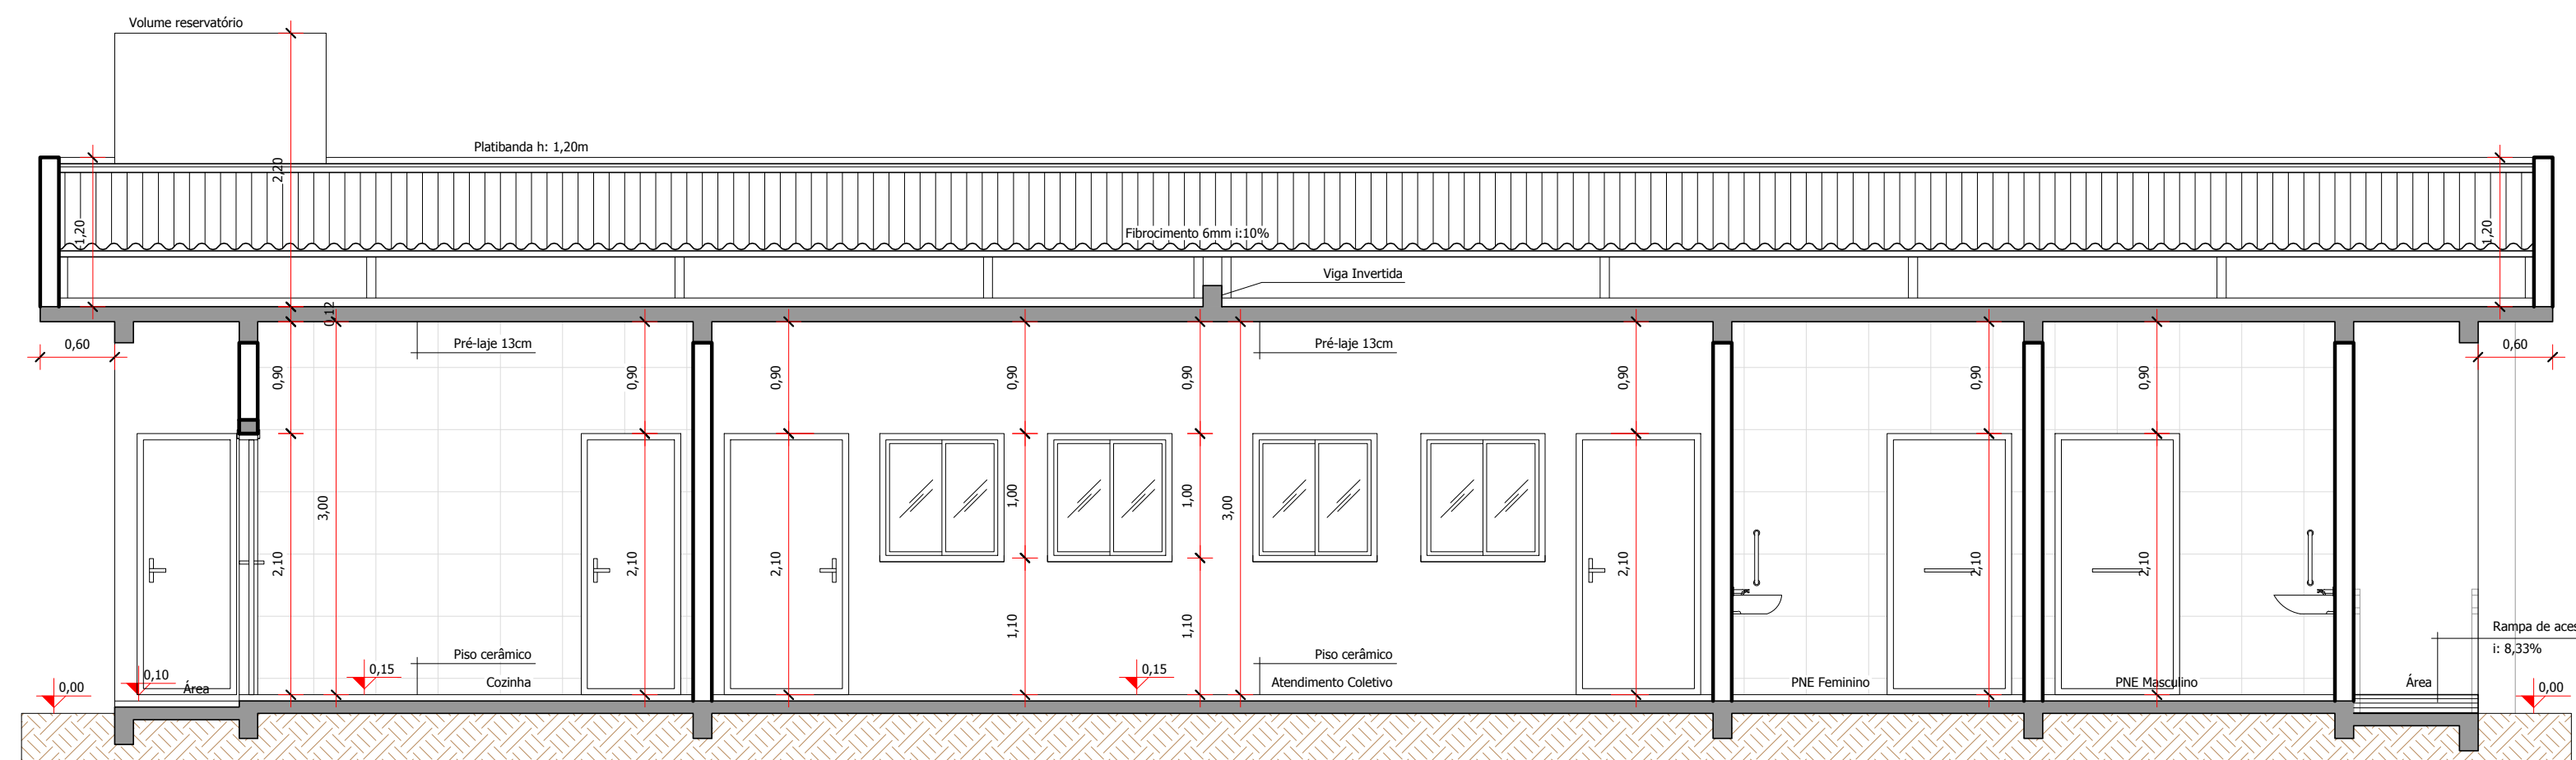 Volume reservatório
Platibanda h: 1,20m
2,20
1,20
1,20
Fibrocimento 6mm i:10%
Viga Invertida
0,12
0,60
Pré-laje 13cm
Pré-laje 13cm
0,60
0,90
0,90
0,90
0,90
0,90
0,90
0,90
0,90
3,00
1,00
1,00
3,00
2,10
2,10
2,10
2,10
2,10
2,10
1,10
1,10
Rampa de aces
i: 8,33%
Piso cerâmico
Piso cerâmico
0,00
0,10
Área
0,15
Cozinha
0,15
Atendimento Coletivo
PNE Feminino
PNE Masculino
Área
0,00